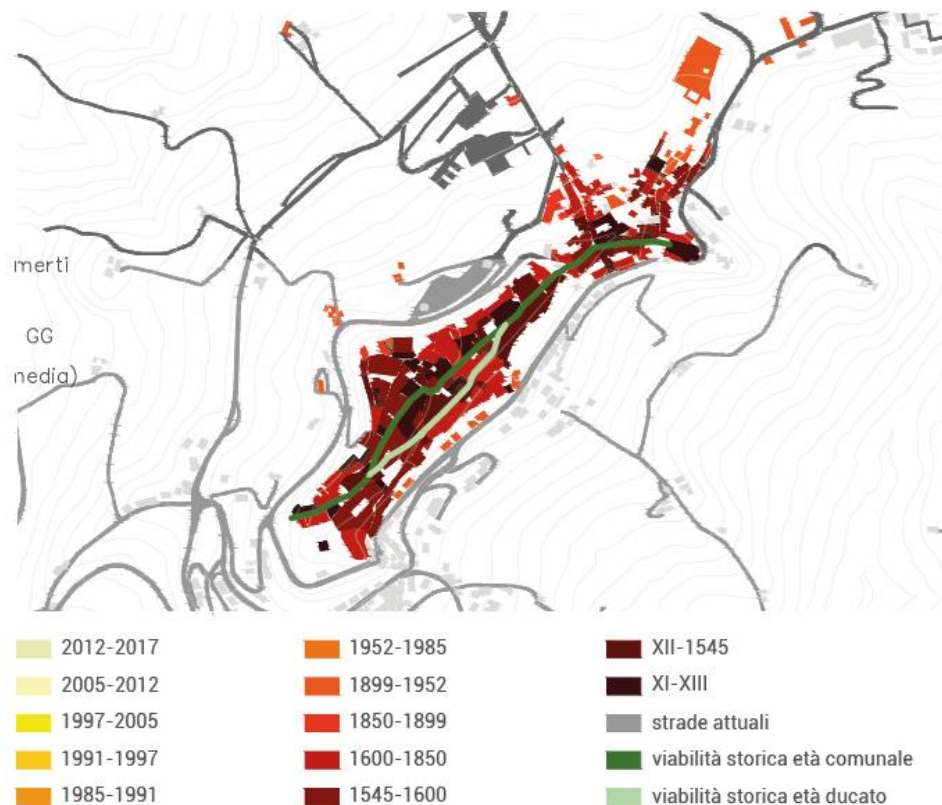 merti
GG
media)
2012-2017
2005-2012
1997-2005
1991-1997
1985-1991
1952-1985
1899-1952
1850-1899
1600-1850
1545-1600
XII-1545
XI-XIII
strade attuali
viabilità storica età comunale
viabilità storica età ducato